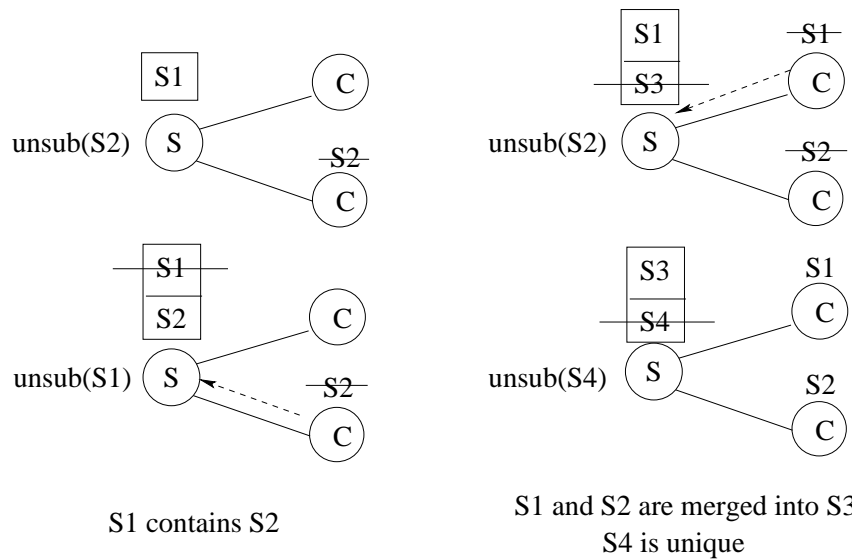 S1
C
unsub(S2)
S
S2
C
S1
S2
C
unsub(S1)
S
S2
C
S1 contains S2
S1
S3
S1
C
unsub(S2)
S
S2
C
S3
S4
S1
C
unsub(S4)
S
S2
C
S1 and S2 are merged into S3
S4 is unique